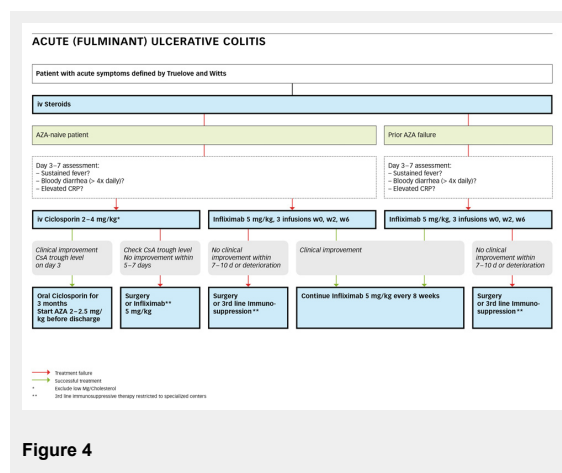 ACUTE (FULMINANT) ULCERATIVE COLITIS
Patient with acute symptoms defined by Truelove and Witts
iv Steroids
AZA-naive patient
Prior AZA failure
Day 3–7 assessment:
– Sustained fever?
– Bloody diarrhea (> 4x daily)?
– Elevated CRP?
Day 3–7 assessment:
– Sustained fever?
– Bloody diarrhea (> 4x daily)?
– Elevated CRP?
iv Ciclosporin 2–4 mg/kg*
Infliximab 5 mg/kg, 3 infusions w0, w2, w6
Infliximab 5 mg/kg, 3 infusions w0, w2, w6
Clinical improvement
CsA trough level
on day 3
Check CsA trough level
No improvement within
5–7 days
No clinical
improvement within
7–10 d or deterioration
Clinical improvement
No clinical
improvement within
7–10 d or deterioration
Oral Ciclosporin for
3 months
Start AZA 2–2.5 mg/
kg before discharge
Surgery
or Infliximab**
5 mg/kg
Surgery
or 3rd line Immuno-
suppression**
Continue Infliximab 5 mg/kg every 8 weeks
Surgery
or 3rd line Immuno-
suppression**
Treatment failure
Successful treatment
* Exclude low Mg/Cholesterol
** 3rd line immunosuppressive therapy restricted to specialized centers
Figure 4